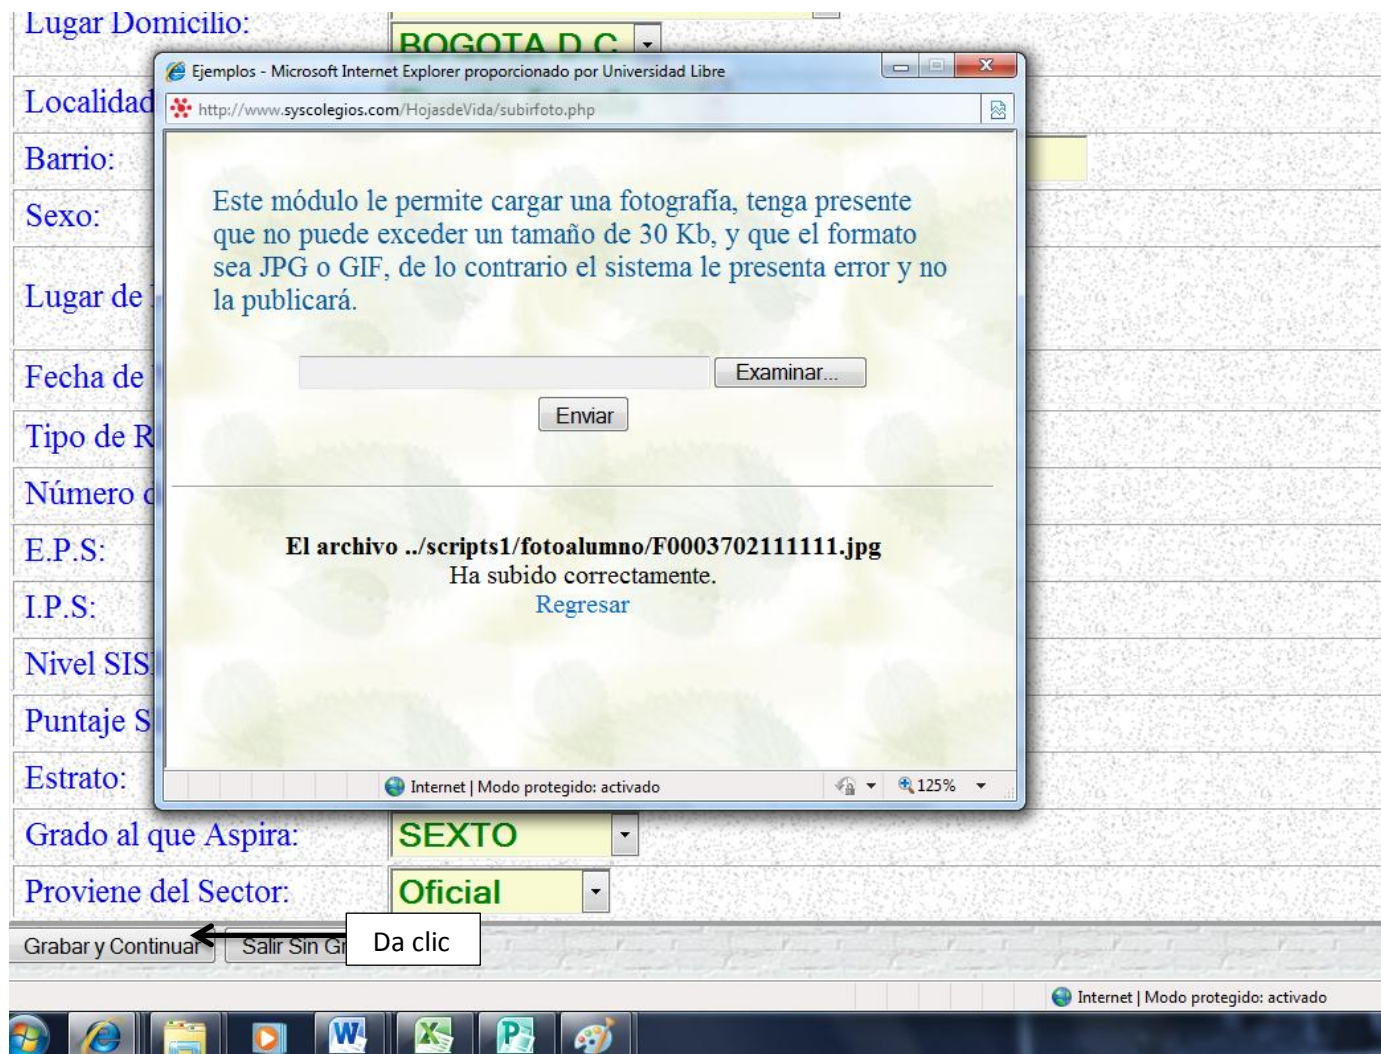 Lugar Domicilio:
BOGOTA D.C.
Ejemplos - Microsoft Internet Explorer proporcionado por Universidad Libre
Localidad
http://www.syscolegios.com/HojasdeVida/subirfoto.php
Barrio:
Este módulo le permite cargar una fotografía, tenga presente
que no puede exceder un tamaño de 30 Kb, y que el formato
sea JPG o GIF, de lo contrario el sistema le presenta error y no
la publicará.
Sexo:
Lugar de
Examinar...
Fecha de
Enviar
Tipo de R
Número
El archivo ../scripts1/fotoalumno/F0003702111111.jpg
Ha subido correctamente.
Regresar
E.P.S:
I.P.S:
Nivel SIS
Puntaje S
Estrato:
Internet | Modo protegido: activado
125%
Grado al que Aspira:
SEXTO
Proviene del Sector:
Oficial
Grabar y Continuar
Salir Sin Gr
Da clic
Internet | Modo protegido: activado